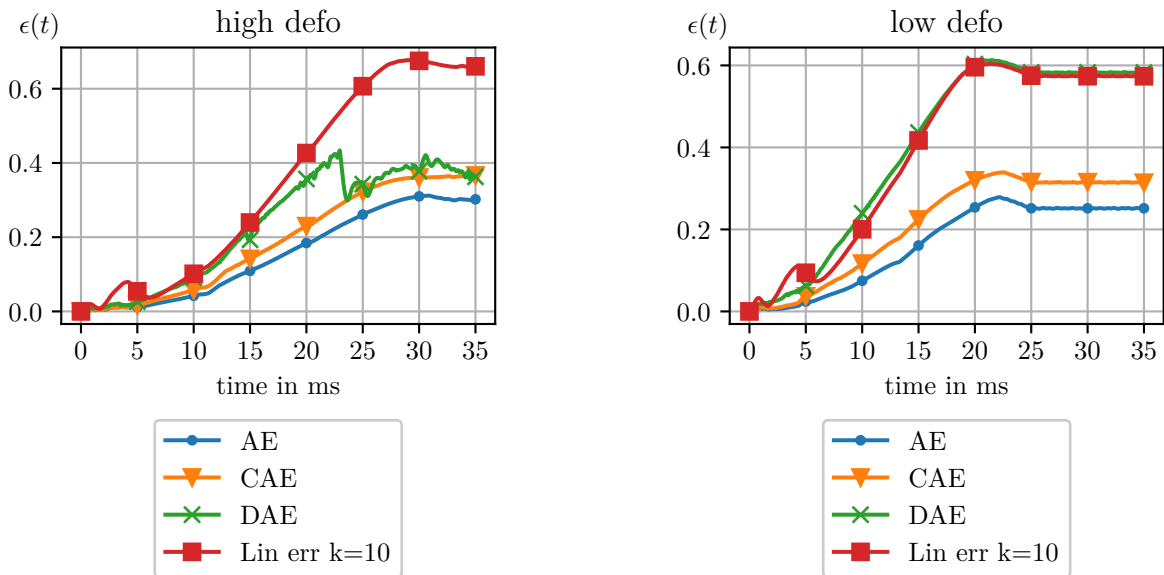 ϵ(t)
high defo
0.6
0.4
0.2
0.0
0 5 10 15 20 25 30 35
time in ms
AE
CAE
DAE
Lin err k=10
ϵ(t)
low defo
0.6
0.4
0.2
0.0
0 5 10 15 20 25 30 35
time in ms
AE
CAE
DAE
Lin err k=10